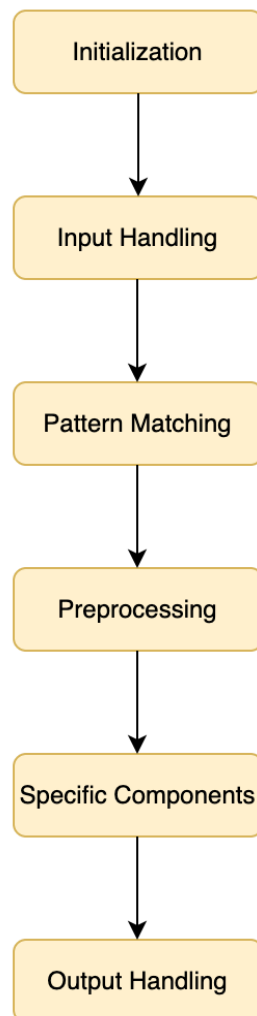 Initialization
Input Handling
Pattern Matching
Preprocessing
Specific Components
Output Handling